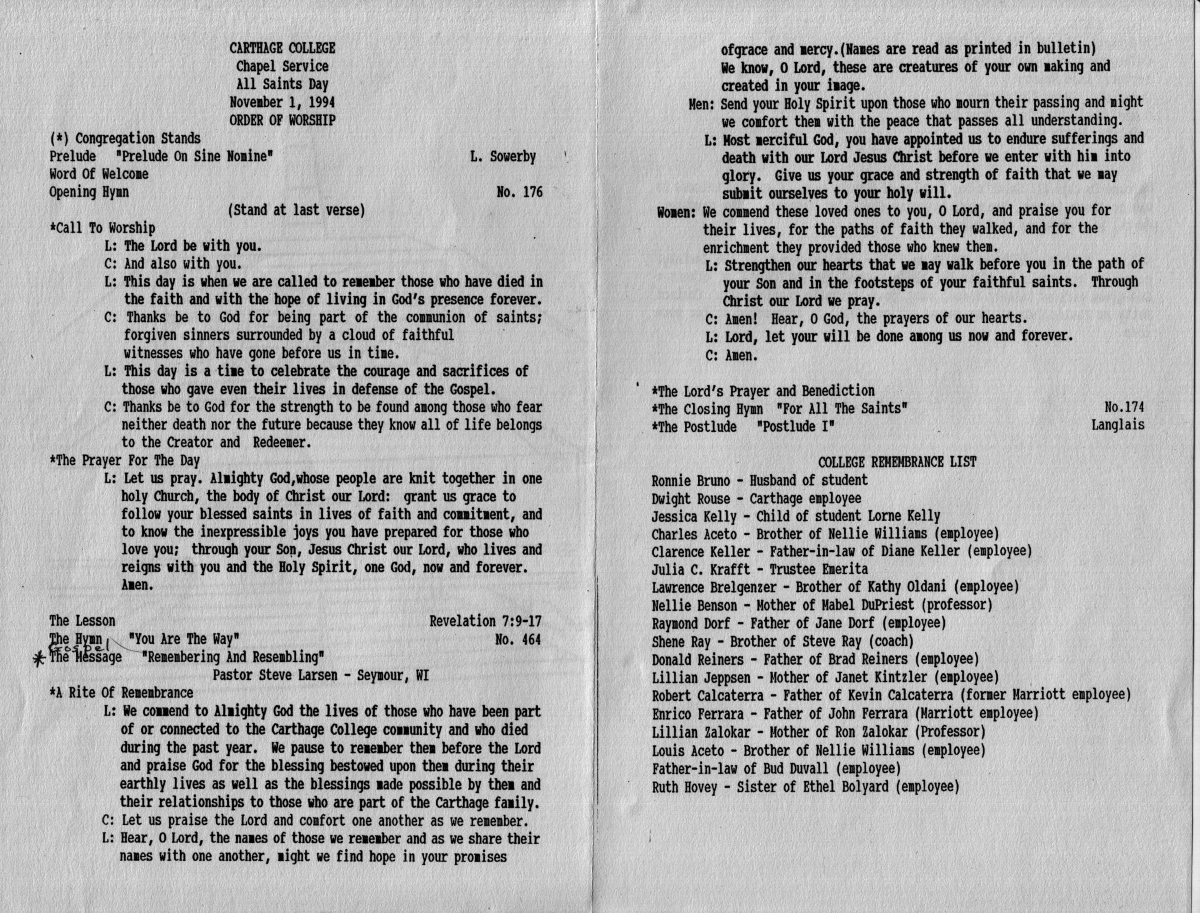 CARTHAGE COLLEGE
Chapel Service
All Saints Day
November 1, 1994
ORDER OF WORSHIP
(*) Congregation Stands
Prelude "Prelude On Sine Nomine" L. Sowerby
Word Of Welcome
Opening Hymn No. 176
(Stand at last verse)
*Call To Worship
L: The Lord be with you.
C: And also with you.
L: This day is when we are called to remember those who have died in
the faith and with the hope of living in God's presence forever.
C: Thanks be to God for being part of the communion of saints;
forgiven sinners surrounded by a cloud of faithful
witnesses who have gone before us in time.
L: This day is a time to celebrate the courage and sacrifices of
those who gave even their lives in defense of the Gospel.
C: Thanks be to God for the strength to be found among those who fear
neither death nor the future because they know all of life belongs
to the Creator and Redeemer.
*The Prayer For The Day
L: Let us pray. Almighty God,whose people are knit together in one
holy Church, the body of Christ our Lord: grant us grace to
follow your blessed saints in lives of faith and commitment, and
to know the inexpressible joys you have prepared for those who
love you; through your Son, Jesus Christ our Lord, who lives and
reigns with you and the Holy Spirit, one God, now and forever.
Amen.
The Lesson Revelation 7:9-17
The Hymn "You Are The Way" No. 464
Gospel
* The Message "Remembering And Resembling"
Pastor Steve Larsen - Seymour, WI
*A Rite Of Remembrance
L: We commend to Almighty God the lives of those who have been part
of or connected to the Carthage College community and who died
during the past year. We pause to remember them before the Lord
and praise God for the blessing bestowed upon them during their
earthly lives as well as the blessings made possible by them and
their relationships to those who are part of the Carthage family.
C: Let us praise the Lord and comfort one another as we remember.
L: Hear, O Lord, the names of those we remember and as we share their
names with one another, might we find hope in your promises
ofgrace and mercy.(Names are read as printed in bulletin)
We know, O Lord, these are creatures of your own making and
created in your image.
Men: Send your Holy Spirit upon those who mourn their passing and might
we comfort them with the peace that passes all understanding.
L: Most merciful God, you have appointed us to endure sufferings and
death with our Lord Jesus Christ before we enter with him into
glory. Give us your grace and strength of faith that we may
submit ourselves to your holy will.
Women: We commend these loved ones to you, O Lord, and praise you for
their lives, for the paths of faith they walked, and for the
enrichment they provided those who knew them.
L: Strengthen our hearts that we may walk before you in the path of
your Son and in the footsteps of your faithful saints. Through
Christ our Lord we pray.
C: Amen! Hear, O God, the prayers of our hearts.
L: Lord, let your will be done among us now and forever.
C: Amen.
*The Lord's Prayer and Benediction
*The Closing Hymn "For All The Saints" No.174
*The Postlude "Postlude I" Langlais
COLLEGE REMEMBRANCE LIST
Ronnie Bruno - Husband of student
Dwight Rouse - Carthage employee
Jessica Kelly - Child of student Lorne Kelly
Charles Aceto - Brother of Nellie Williams (employee)
Clarence Keller - Father-in-law of Diane Keller (employee)
Julia C. Krafft - Trustee Emerita
Lawrence Brelgenzer - Brother of Kathy Oldani (employee)
Nellie Benson - Mother of Mabel DuPriest (professor)
Raymond Dorf - Father of Jane Dorf (employee)
Shene Ray - Brother of Steve Ray (coach)
Donald Reiners - Father of Brad Reiners (employee)
Lillian Jeppsen - Mother of Janet Kintzler (employee)
Robert Calcaterra - Father of Kevin Calcaterra (former Marriott employee)
Enrico Ferrara - Father of John Ferrara (Marriott employee)
Lillian Zalokar - Mother of Ron Zalokar (Professor)
Louis Aceto - Brother of Nellie Williams (employee)
Father-in-law of Bud Duvall (employee)
Ruth Hovey - Sister of Ethel Bolyard (employee)